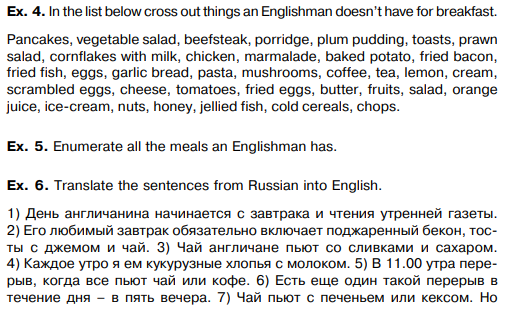 Ex. 4. In the list below cross out things an Englishman doesn't have for breakfast.
Pancakes, vegetable salad, beefsteak, porridge, plum pudding, toasts, prawn
salad, cornflakes with milk, chicken, marmalade, baked potato, fried bacon,
fried fish, eggs, garlic bread, pasta, mushrooms, coffee, tea, lemon, cream,
scrambled eggs, cheese, tomatoes, fried eggs, butter, fruits, salad, orange
juice, ice-cream, nuts, honey, jellied fish, cold cereals, chops.
Ex. 5. Enumerate all the meals an Englishman has.
Ex. 6. Translate the sentences from Russian into English.
1) День англичанина начинается с завтрака и чтения утренней газеты.
2) Его любимый завтрак обязательно включает поджаренный бекон, тос-
ты с джемом и чай. 3) Чай англичане пьют со сливками и сахаром.
4) Каждое утро я ем кукурузные хлопья с молоком. 5) В 11.00 утра пере-
рыв, когда все пьют чай или кофе. 6) Есть еще один такой перерыв в
течение дня – в пять вечера. 7) Чай пьют с печеньем или кексом. Но